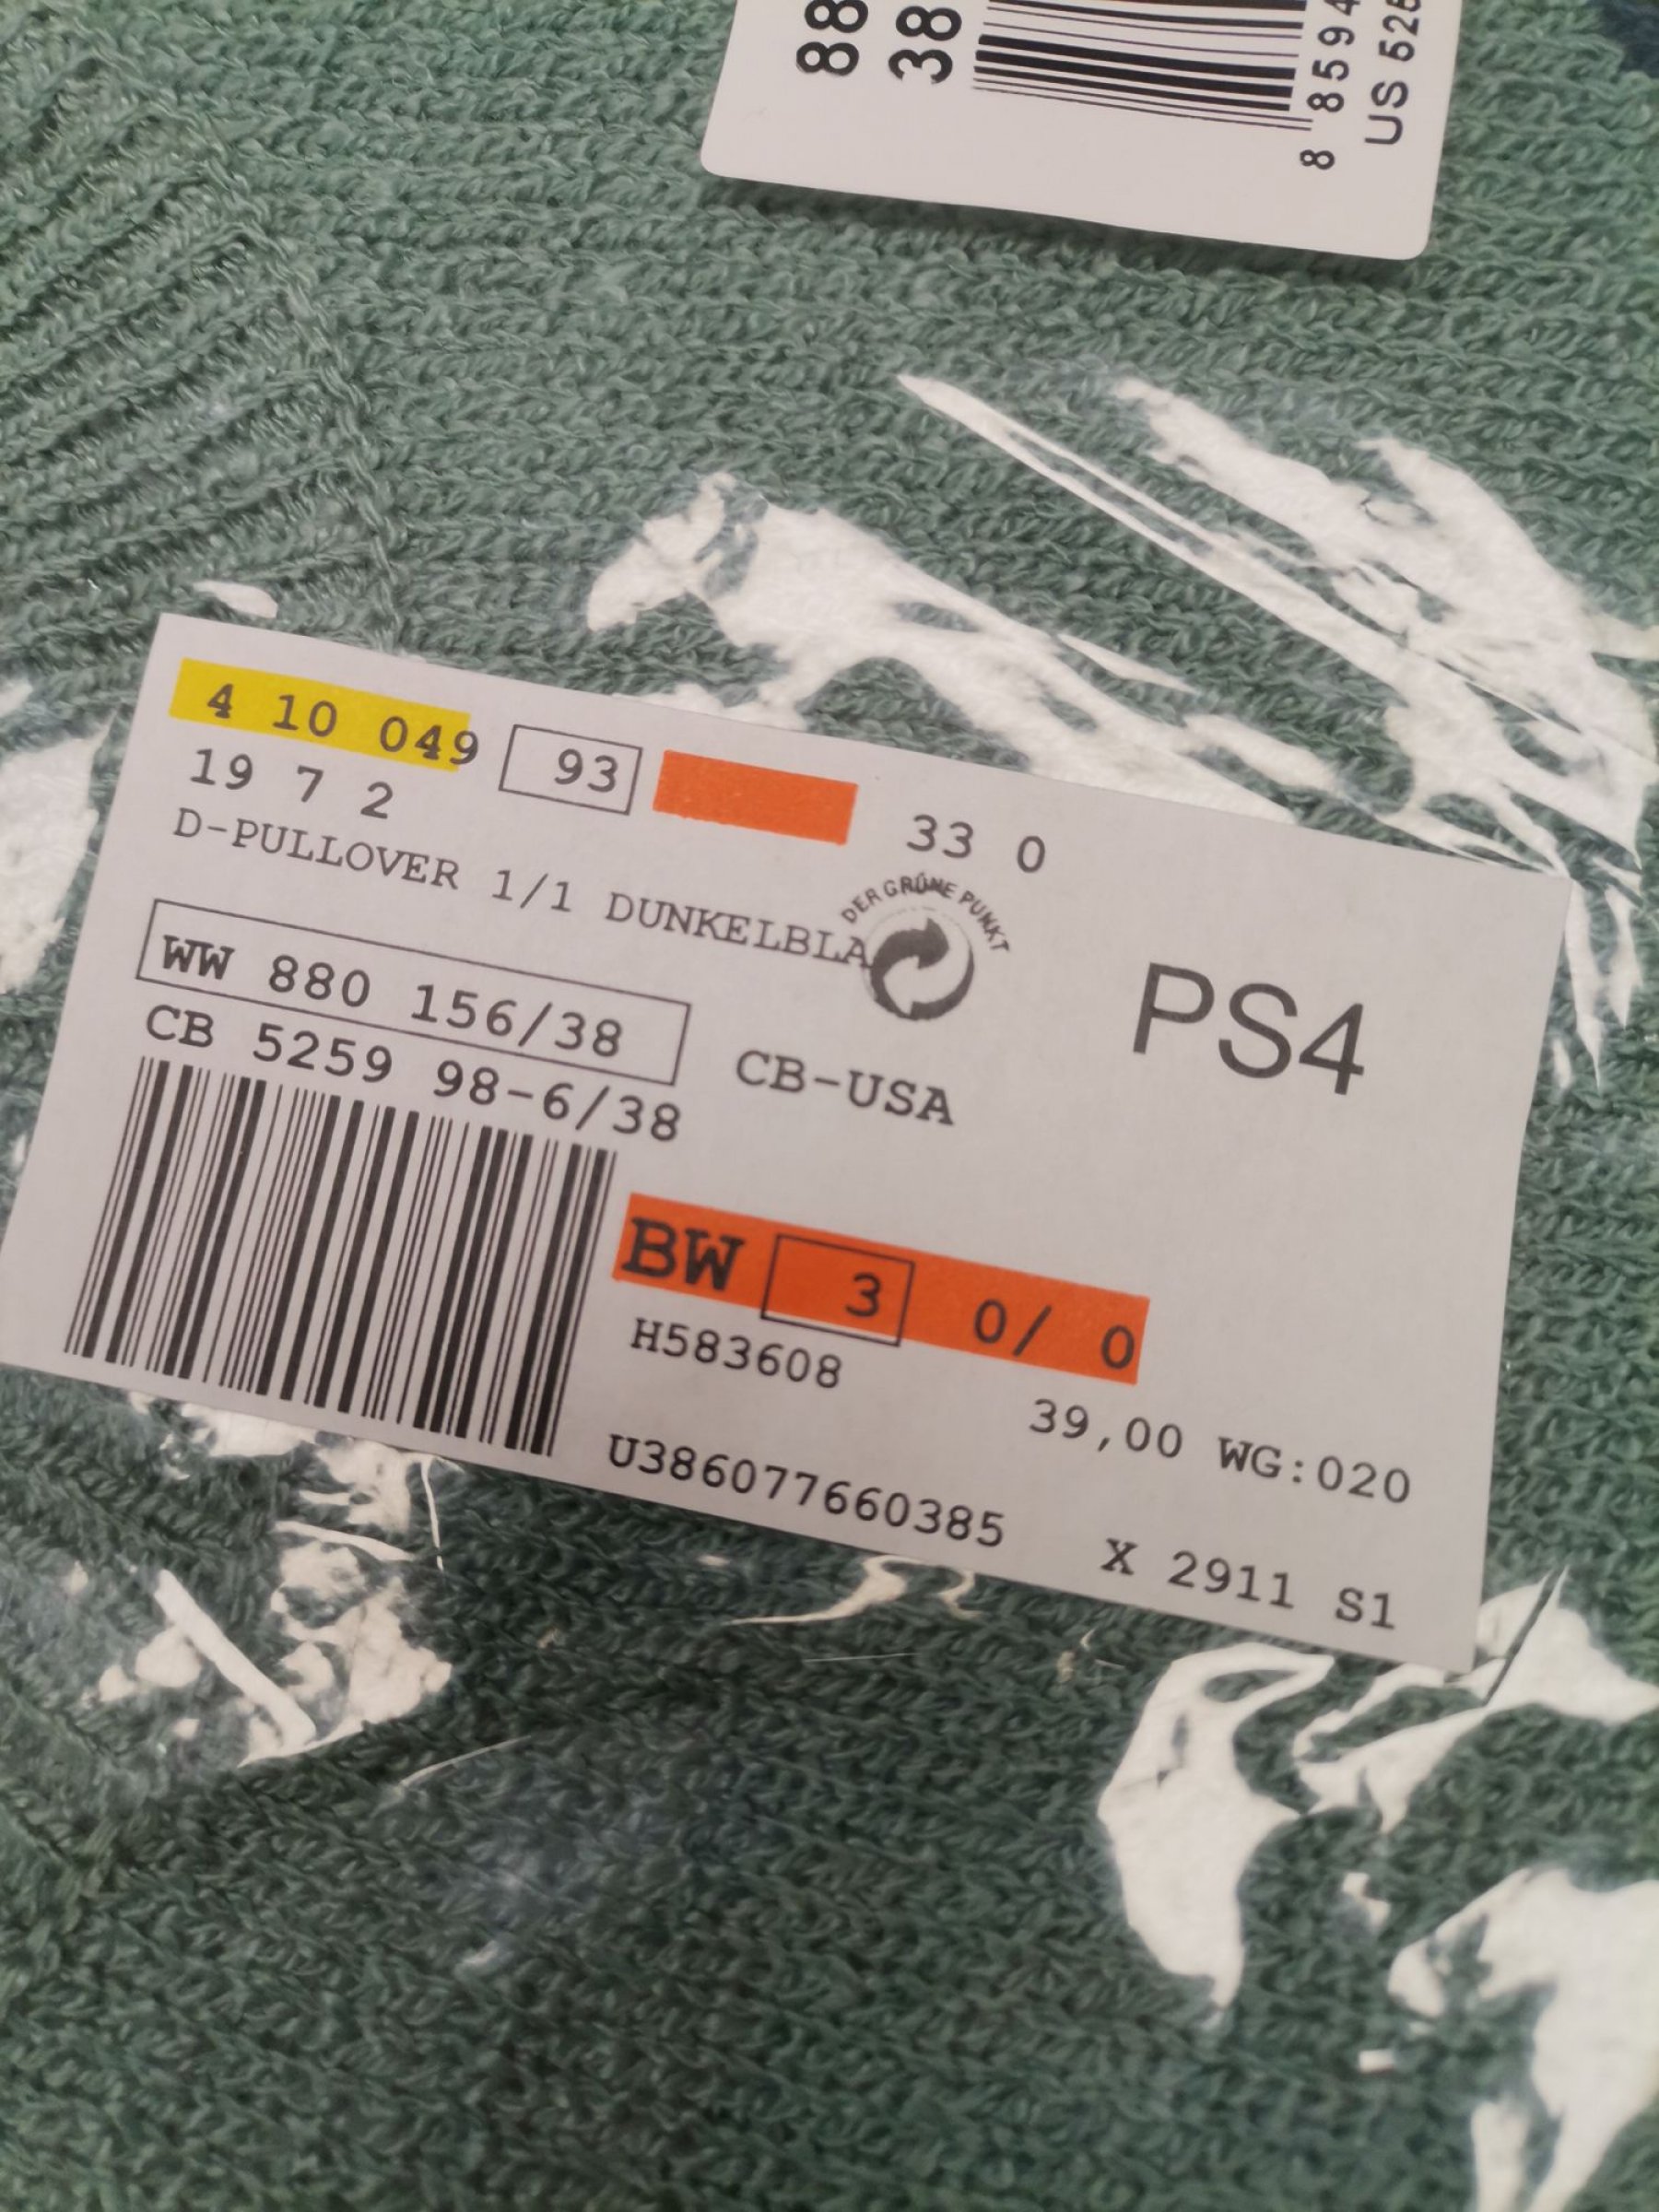 88
38
8 8594
US 525
4 10 049 93 33 0
19 7 2
D-PULLOVER 1/1 DUNKELBLA
DER GRÜNE PUNKT
WW 880 156/38
PS4
CB 5259 98-6/38 CB-USA
BW 3 0/ 0
H583608
39,00 WG:020
U386077660385
X 2911 S1